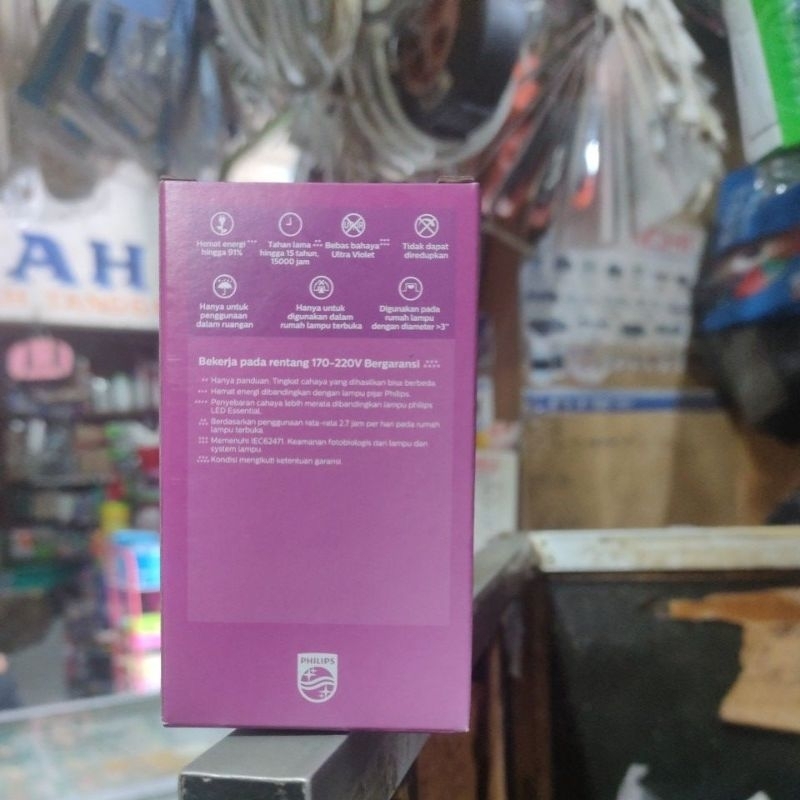 Hemat energi ***
hingga 91%
Tahan lama
hingga 15 tahun,
15000 jam
Bebas bahaya
Ultra Violet
Tidak dapat
diredupkan
Hanya untuk
penggunaan
dalam ruangan
Hanya untuk
digunakan dalam
rumah lampu terbuka
Digunakan pada
rumah lampu
dengan diameter >3"
Bekerja pada rentang 170-220V Bergaransi
** Hanya panduan. Tingkat cahaya yang dihasilkan bisa berbeda
*** Hemat energi dibandingkan dengan lampu pijar Philips.
**** Penyebaran cahaya lebih merata dibandingkan lampu philips
LED Essential.
Berdasarkan penggunaan rata-rata 2.7 jam per hari pada rumah
lampu terbuka
Memenuhi IEC62471. Keamanan fotobiologis dari lampu dan
system lampu
Kondisi mengikuti ketentuan garansi
PHILIPS
AH